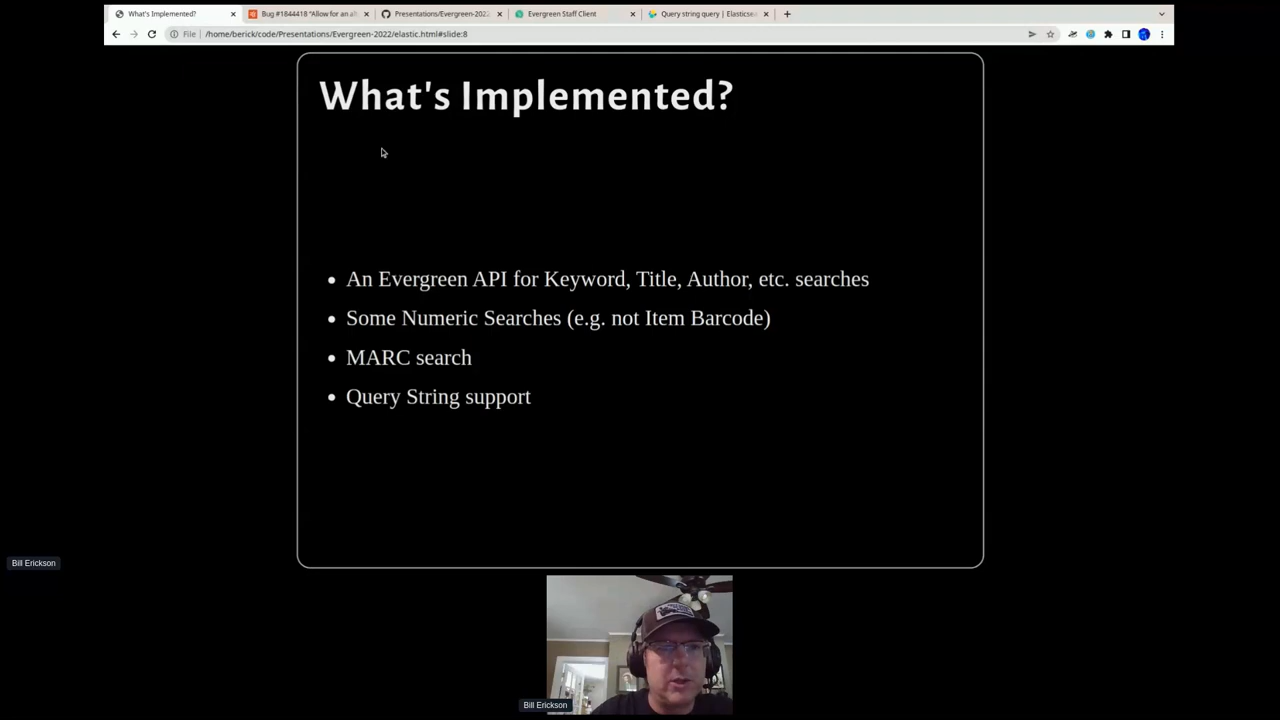 What's Implemented?
Bug #1844418 "Allow for an al
Presentations/Evergreen-202
Evergreen Staff Client
Query string query | Elasticse
File
/home/berick/code/Presentations/Evergreen-2022/elastic.html#slide:8
What's Implemented?
• An Evergreen API for Keyword, Title, Author, etc. searches
• Some Numeric Searches (e.g. not Item Barcode)
• MARC search
• Query String support
Bill Erickson
Bill Erickson